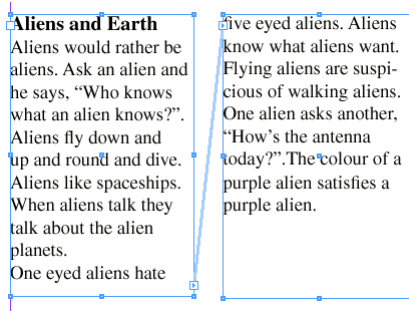 Aliens and Earth
Aliens would rather be
aliens. Ask an alien and
he says, “Who knows
what an alien knows?”.
Aliens fly down and
up and round and dive.
Aliens like spaceships.
When aliens talk they
talk about the alien
planets.
One eyed aliens hate
five eyed aliens. Aliens
know what aliens want.
Flying aliens are suspi-
cious of walking aliens.
One alien asks another,
“How’s the antenna
today?”.The colour of a
purple alien satisfies a
purple alien.